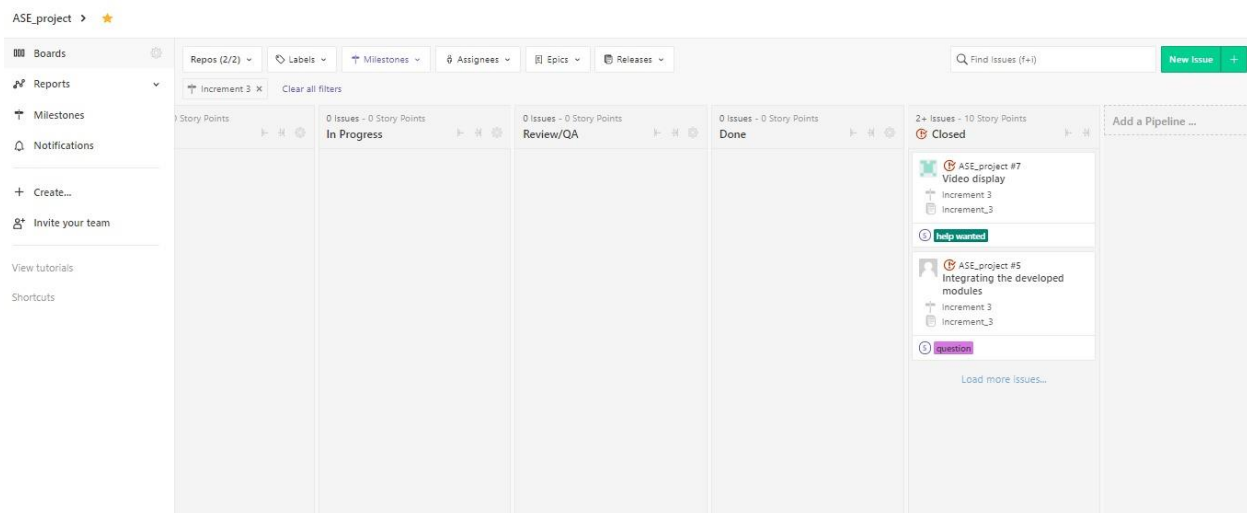 ASE_project >
Boards
Reports
Milestones
Notifications
+ Create...
Invite your team
View tutorials
Shortcuts
Repos (2/2)
Labels
Milestones
Assignees
Epics
Releases
Find Issues (f+i)
New Issue +
Increment 3 ×
Clear all filters
Story Points
0 Issues - 0 Story Points
In Progress
0 Issues - 0 Story Points
Review/QA
0 Issues - 0 Story Points
Done
2+ Issues - 10 Story Points
Closed
ASE_project #7
Video display
Increment 3
Increment_3
5 help wanted
ASE_project #5
Integrating the developed
modules
Increment 3
Increment_3
5 question
Load more issues...
Add a Pipeline ...